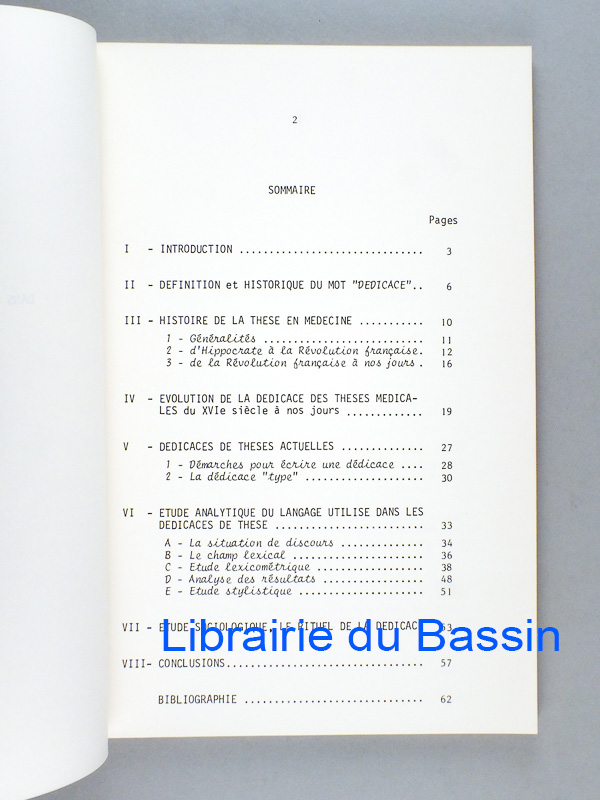 2
SOMMAIRE
Pages
I - INTRODUCTION ............................... 3
II - DEFINITION et HISTORIQUE DU MOT "DEDICACE".. 6
III - HISTOIRE DE LA THESE EN MEDECINE ........... 10
1 - Généralités ........................... 11
2 - d'Hippocrate à la Révolution française. 12
3 - de la Révolution française à nos jours . 16
IV - EVOLUTION DE LA DEDICACE DES THESES MEDICA-
LES du XVIe siècle à nos jours ............. 19
V - DEDICACES DE THESES ACTUELLES .............. 27
1 - Démarches pour écrire une dédicace .... 28
2 - La dédicace "type" .................... 30
VI - ETUDE ANALYTIQUE DU LANGAGE UTILISE DANS LES
DEDICACES DE THESE ......................... 33
A - La situation de discours .............. 34
B - Le champ lexical ...................... 36
C - Etude lexicométrique .................. 38
D - Analyse des résultats ................. 48
E - Etude stylistique ..................... 51
VII - ETUDE SOCIOLOGIQUE, LE RITUEL DE LA DEDICAC 53
Librairie du Bassin
VIII- CONCLUSIONS................................. 57
BIBLIOGRAPHIE .............................. 62